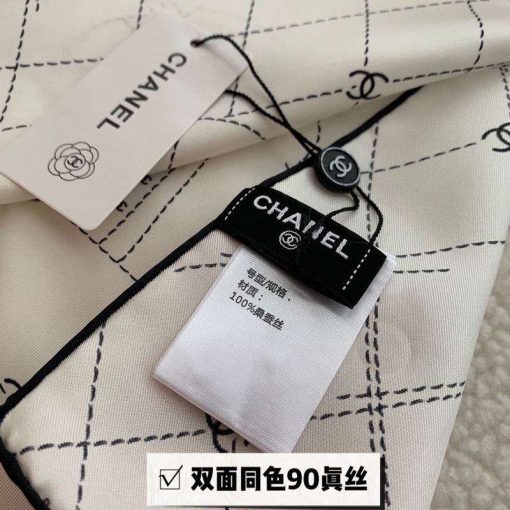 CHANEL
CHANEL
号型/规格：
材质：
100%桑蚕丝
双面同色90真丝